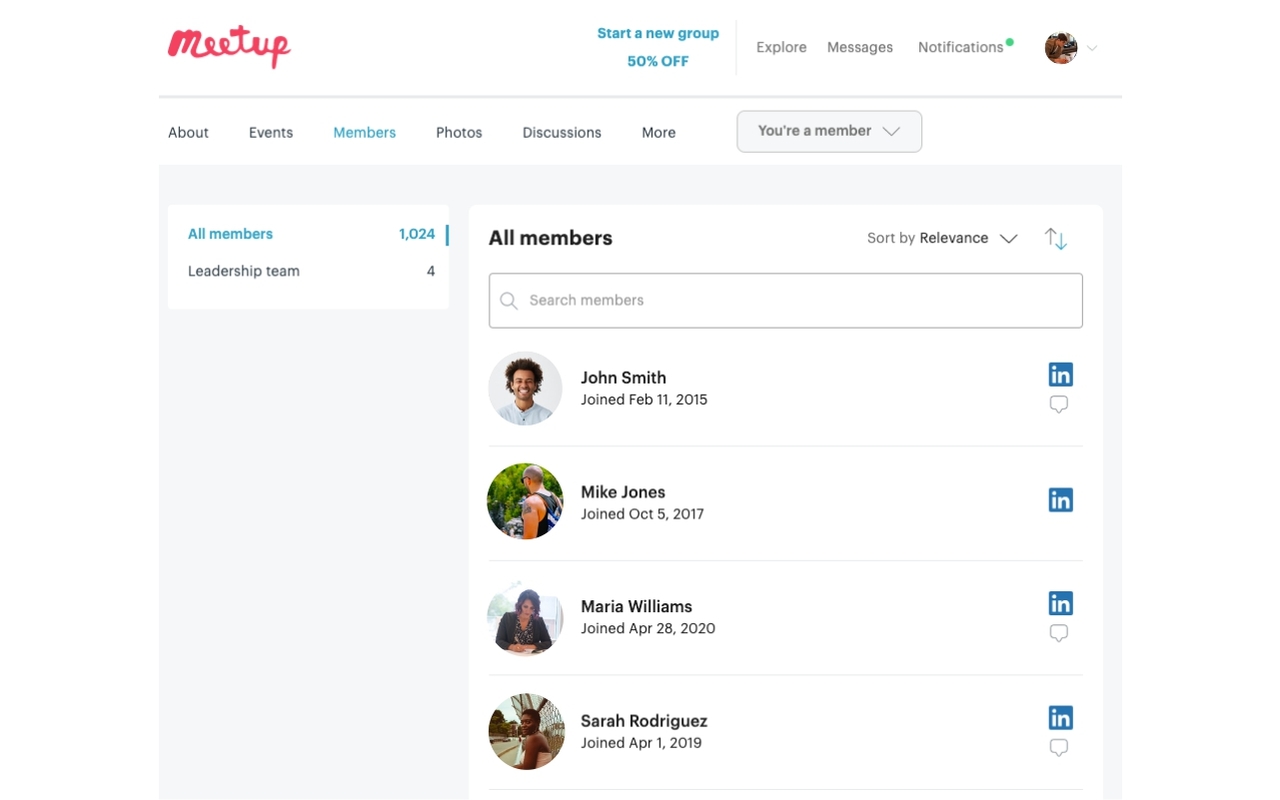 meetup
Start a new group
50% OFF
Explore
Messages
Notifications
About
Events
Members
Photos
Discussions
More
You're a member
All members 1,024
Leadership team 4
All members
Sort by Relevance
Search members
John Smith
Joined Feb 11, 2015
in
Mike Jones
Joined Oct 5, 2017
in
Maria Williams
Joined Apr 28, 2020
in
Sarah Rodriguez
Joined Apr 1, 2019
in